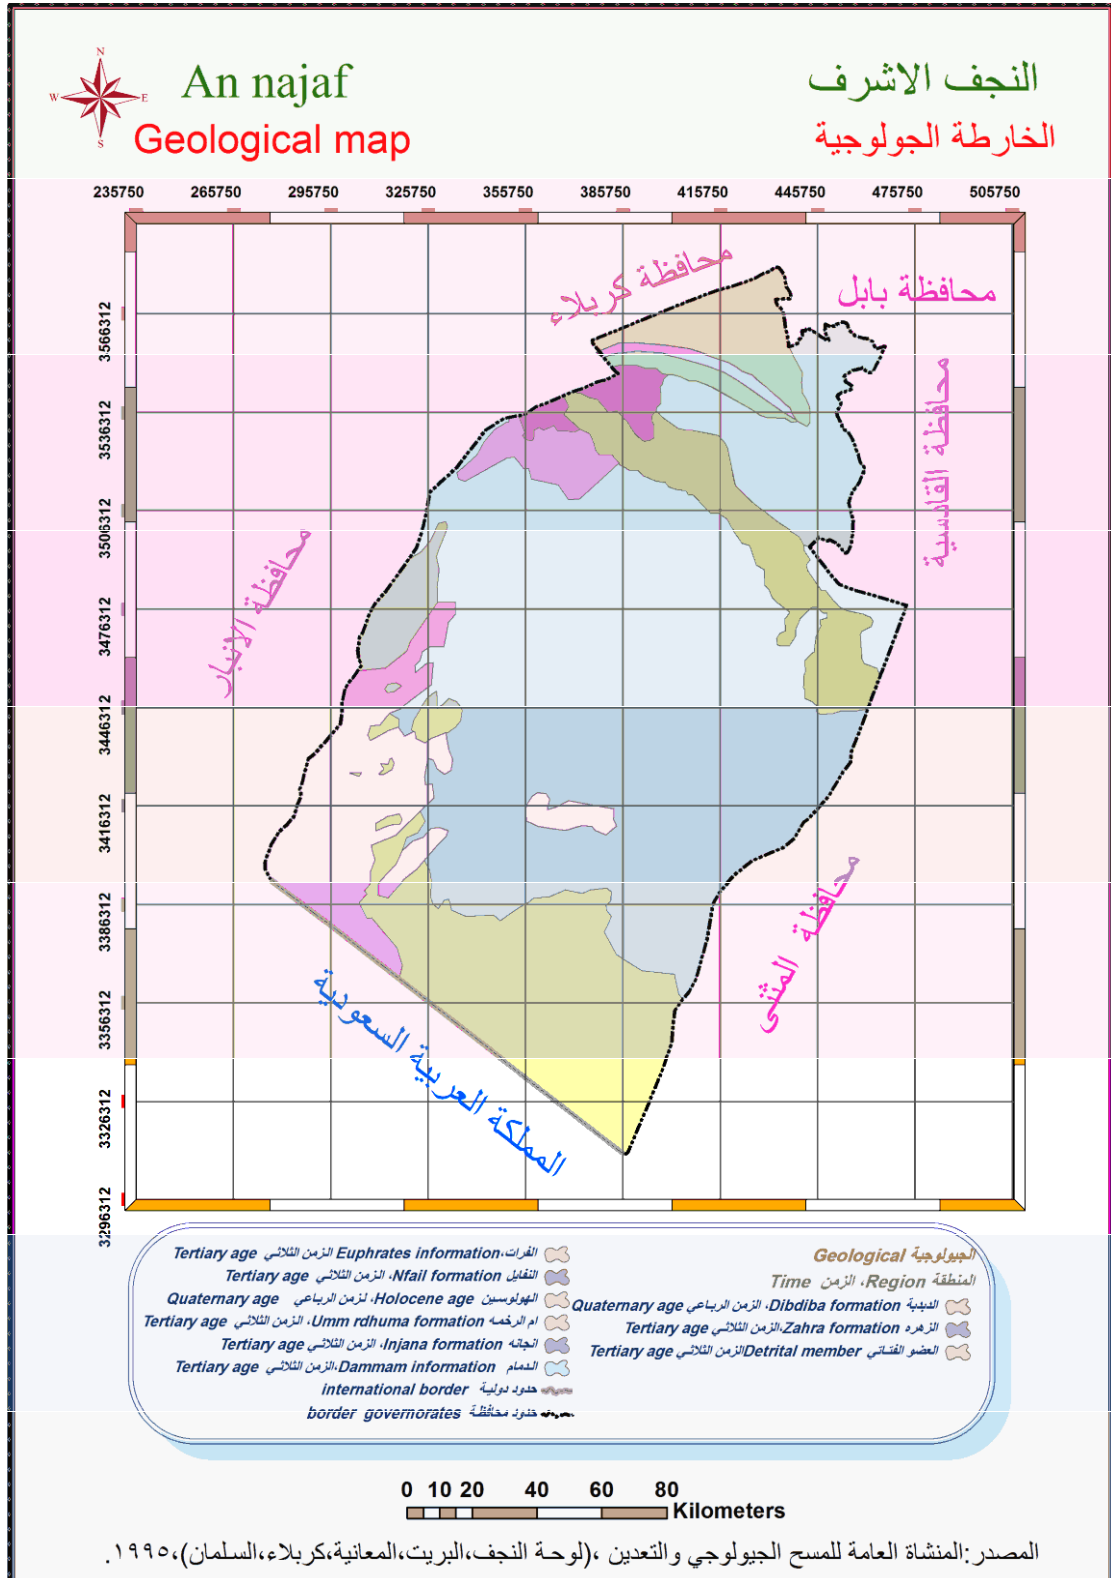 An najaf
النجف الاشرف
Geological map
الخارطة الجولوجية
N
W E
S
235750 265750 295750 325750 355750 385750 415750 445750 475750 505750
3566312
3536312
3506312
3476312
3446312
3416312
3386312
3356312
3326312
3296312
محافظة كربلاء
محافظة بابل
محافظة القادسية
محافظة الانبار
محافظة المثنى
المملكة العربية السعودية
الجيولوجية Geological
المنطقة Region، الزمن Time
الدبدبة Dibdiba formation، الزمن الرباعي Quaternary age
الزهره Zahra formation،الزمن الثلاثي Tertiary age
العضو الفتاتي Detrital memberالزمن الثلاثي Tertiary age
الفرات،Euphrates information الزمن الثلاثي Tertiary age
النفايل Nfail formation، الزمن الثلاثي Tertiary age
الهولوسين Holocene age، لزمن الرباعي Quaternary age
ام الرخمه Umm rdhuma formation، الزمن الثلاثي Tertiary age
انجانه Injana formation، الزمن الثلاثي Tertiary age
الدمام Dammam information،الزمن الثلاثي Tertiary age
حدود دولية international border
حدود محافظة border governorates
0 10 20 40 60 80
Kilometers
المصدر:المنشاة العامة للمسح الجيولوجي والتعدين ،(لوحة النجف،البريت،المعانية،كربلاء،السلمان)،١٩٩٥.